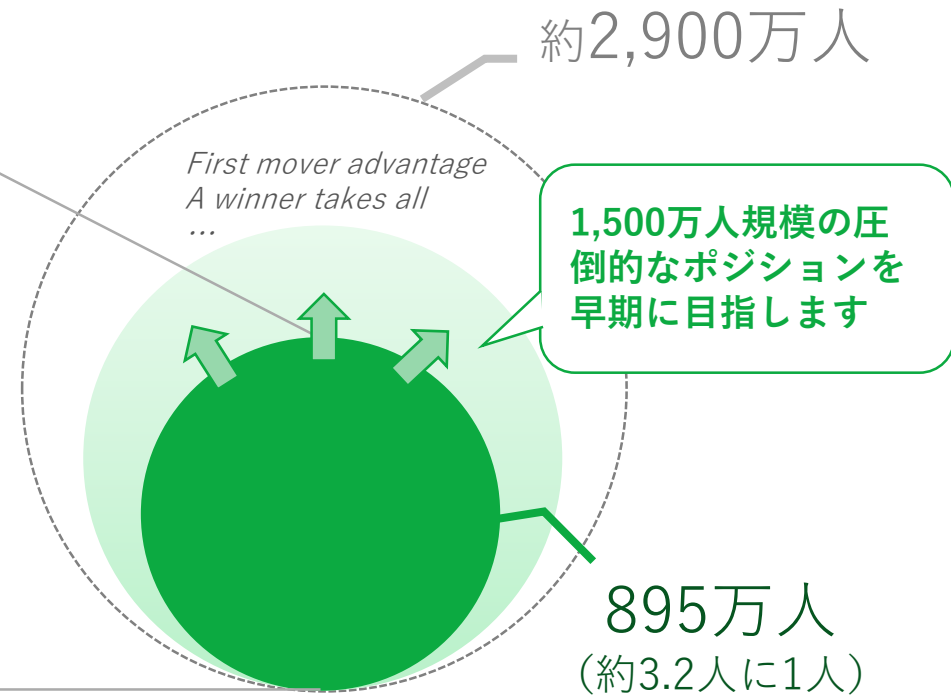 約2,900万人
First mover advantage
A winner takes all
...
1,500万人規模の圧
倒的なポジションを
早期に目指します
895万人
（約3.2人に1人）